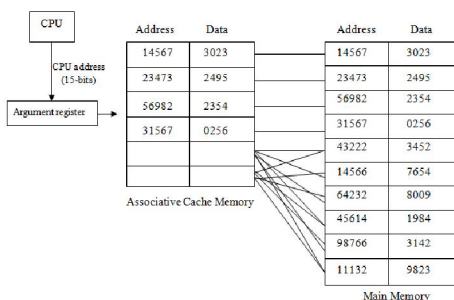 CPU
CPU address
(15-bits)
Argument register
Address Data
14567 3023
23473 2495
56982 2354
31567 0256
Associative Cache Memory
Address Data
14567 3023
23473 2495
56982 2354
31567 0256
43222 3452
14566 7654
64232 8009
45614 1984
98766 3142
11132 9823
Main Memory